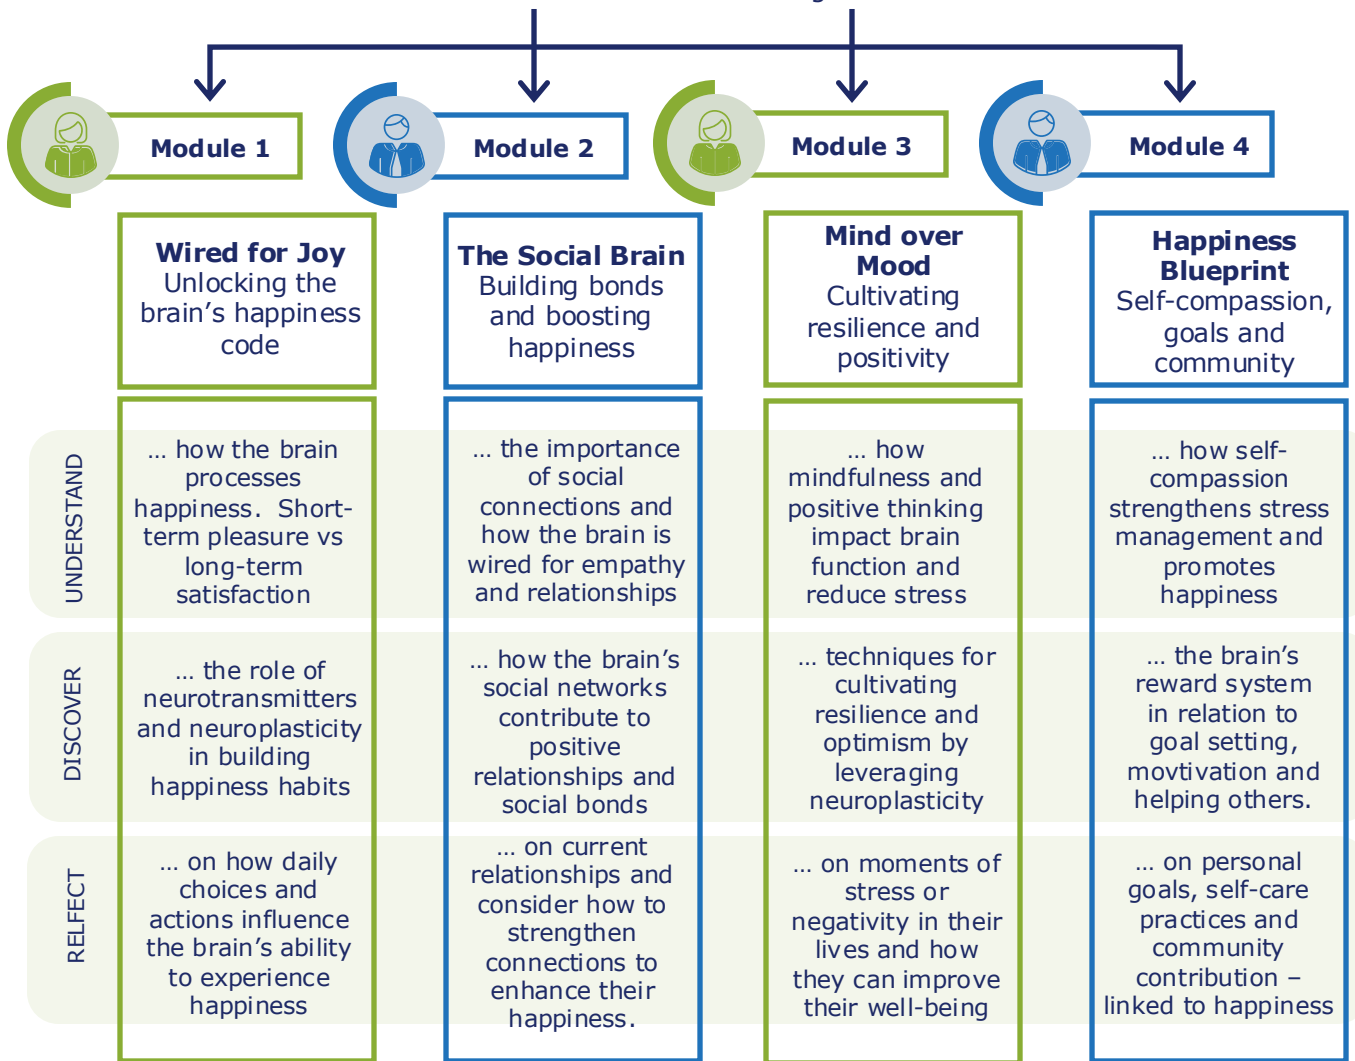 Module 1
Module 2
Module 3
Module 4
Wired for Joy
Unlocking the
brain's happiness
code
The Social Brain
Building bonds
and boosting
happiness
Mind over
Mood
Cultivating
resilience and
positivity
Happiness
Blueprint
Self-compassion,
goals and
community
UNDERSTAND
... how the brain
processes
happiness. Short-
term pleasure vs
long-term
satisfaction
... the importance
of social
connections and
how the brain is
wired for empathy
and relationships
... how
mindfulness and
positive thinking
impact brain
function and
reduce stress
... how self-
compassion
strengthens stress
management and
promotes
happiness
DISCOVER
... the role of
neurotransmitters
and neuroplasticity
in building
happiness habits
... how the brain's
social networks
contribute to
positive
relationships and
social bonds
... techniques for
cultivating
resilience and
optimism by
leveraging
neuroplasticity
... the brain's
reward system
in relation to
goal setting,
movtivation and
helping others.
RELFECT
... on how daily
choices and
actions influence
the brain's ability
to experience
happiness
... on current
relationships and
consider how to
strengthen
connections to
enhance their
happiness.
... on moments of
stress or
negativity in their
lives and how
they can improve
their well-being
... on personal
goals, self-care
practices and
community
contribution –
linked to happiness